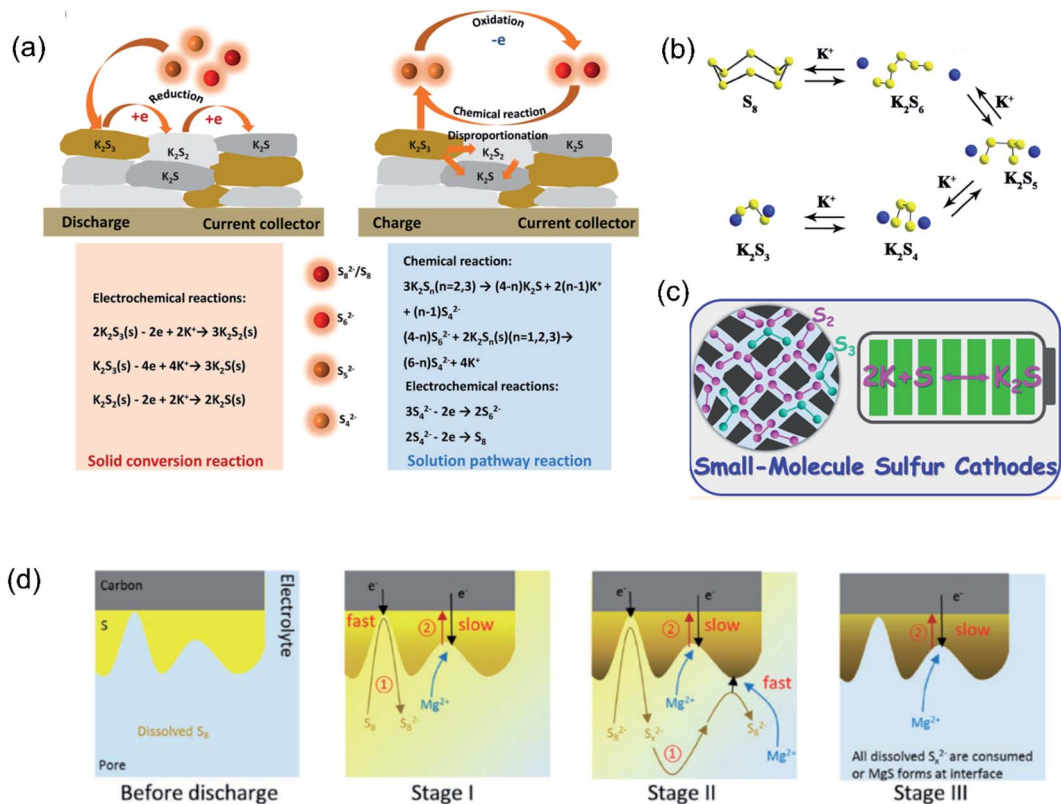 (a)
Oxidation
-e
Reduction
+e
+e
Chemical reaction
Disproportionation
K₂S₃
K₂S₂
K₂S
K₂S
Discharge
Current collector
K₂S₃
K₂S₂
K₂S
K₂S
Charge
Current collector
Electrochemical reactions:
2K₂S₃(s) - 2e + 2K⁺→ 3K₂S₂(s)
K₂S₃(s) - 4e + 4K⁺→ 3K₂S(s)
K₂S₂(s) - 2e + 2K⁺→ 2K₂S(s)
Solid conversion reaction
S₈²⁻/S₈
S₆²⁻
S₅²⁻
S₄²⁻
Chemical reaction:
3K₂Sₙ(n=2,3) → (4-n)K₂S + 2(n-1)K⁺
+ (n-1)S₄²⁻
(4-n)S₆²⁻ + 2K₂Sₙ(s)(n=1,2,3)→
(6-n)S₄²⁻ + 4K⁺
Electrochemical reactions:
3S₄²⁻ - 2e → 2S₆²⁻
2S₄²⁻ - 2e → S₈
Solution pathway reaction
(b)
S₈
K⁺
K₂S₆
K⁺
K₂S₅
K⁺
K₂S₄
K⁺
K₂S₃
(c)
S₂
S₃
2K+S ⟷ K₂S
Small-Molecule Sulfur Cathodes
(d)
Carbon
S
Electrolyte
Dissolved S₈
Pore
Before discharge
e⁻
e⁻
fast
②
slow
①
Mg²⁺
S₈
S₈²⁻
Stage I
e⁻
②
slow
Mg²⁺
fast
S₈²⁻
Sₓ²⁻
S₈²⁻
①
Mg²⁺
Stage II
e⁻
②
slow
Mg²⁺
All dissolved Sₓ²⁻ are consumed
or MgS forms at interface
Stage III